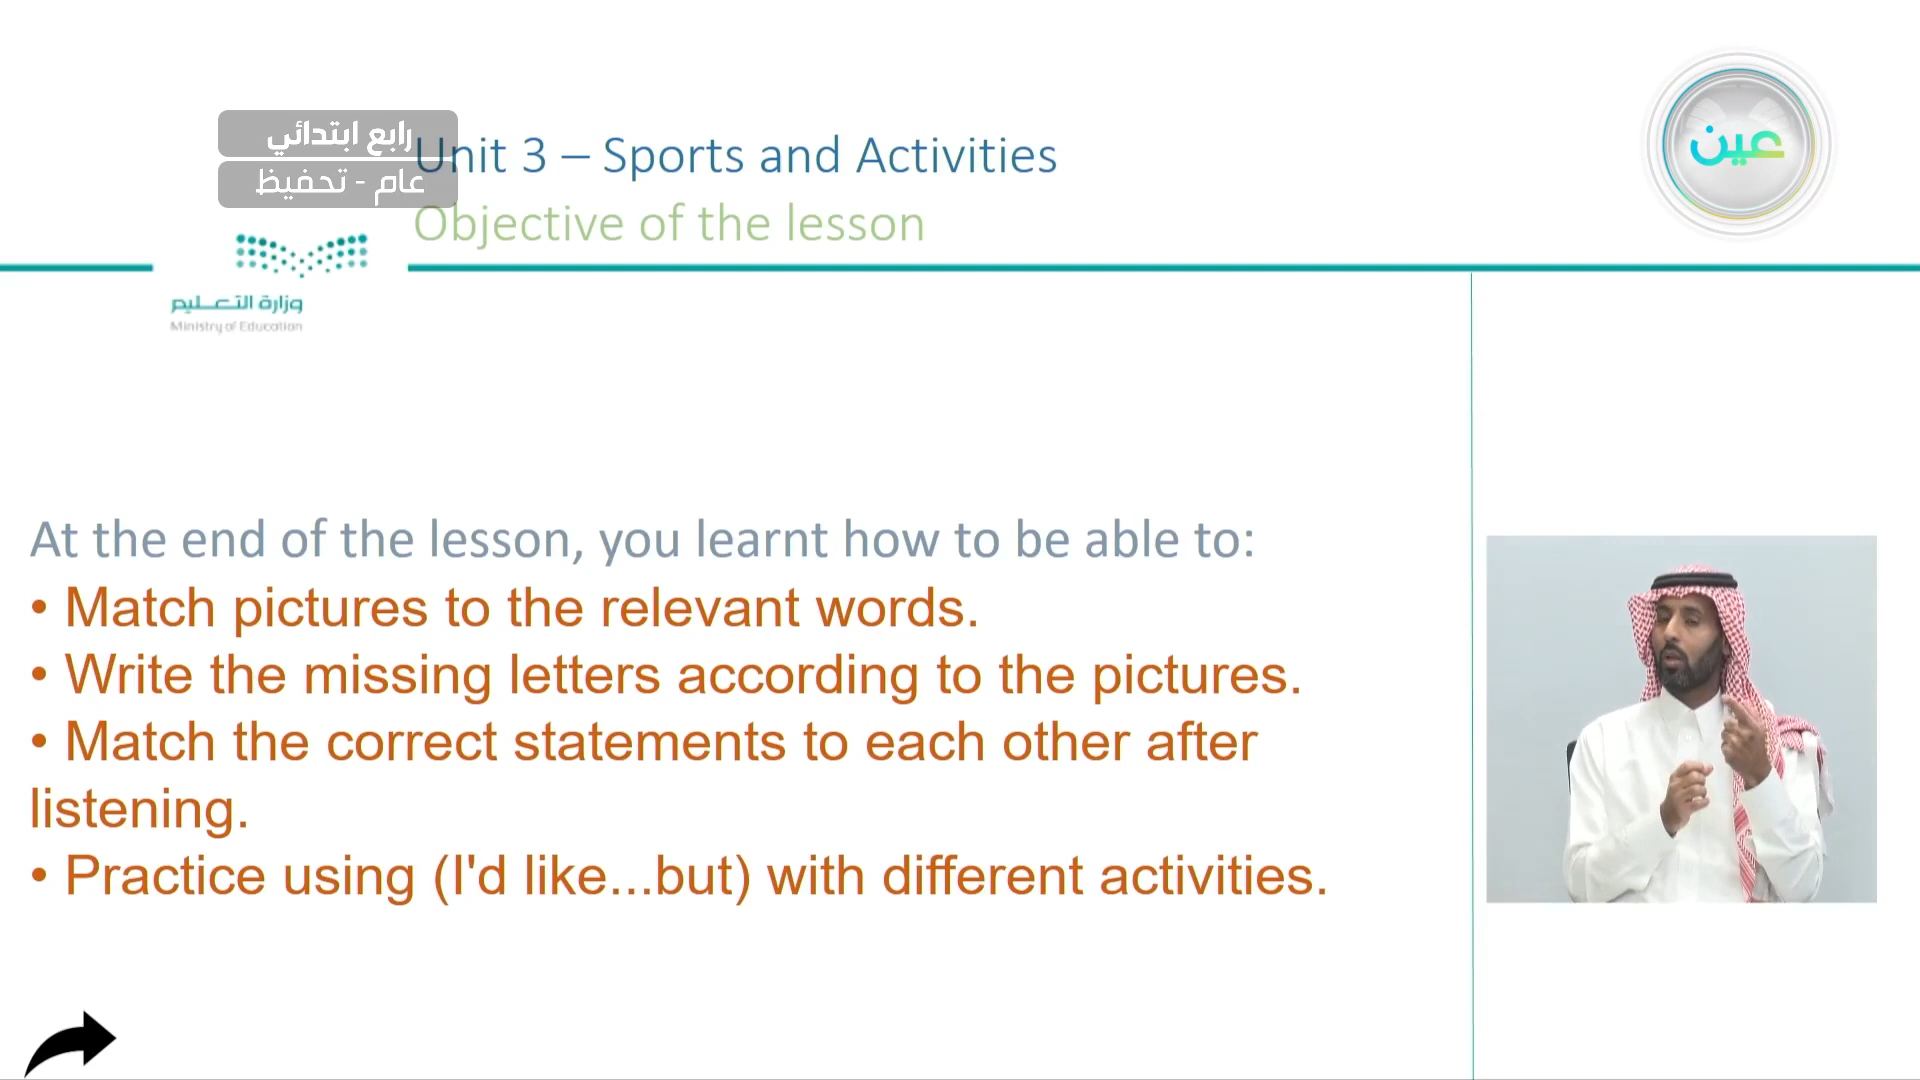 رابع ابتدائي
عام - تحفيظ
Unit 3 – Sports and Activities
Objective of the lesson
عين
وزارة التعليم
Ministry of Education
At the end of the lesson, you learnt how to be able to:
• Match pictures to the relevant words.
• Write the missing letters according to the pictures.
• Match the correct statements to each other after
listening.
• Practice using (I'd like...but) with different activities.